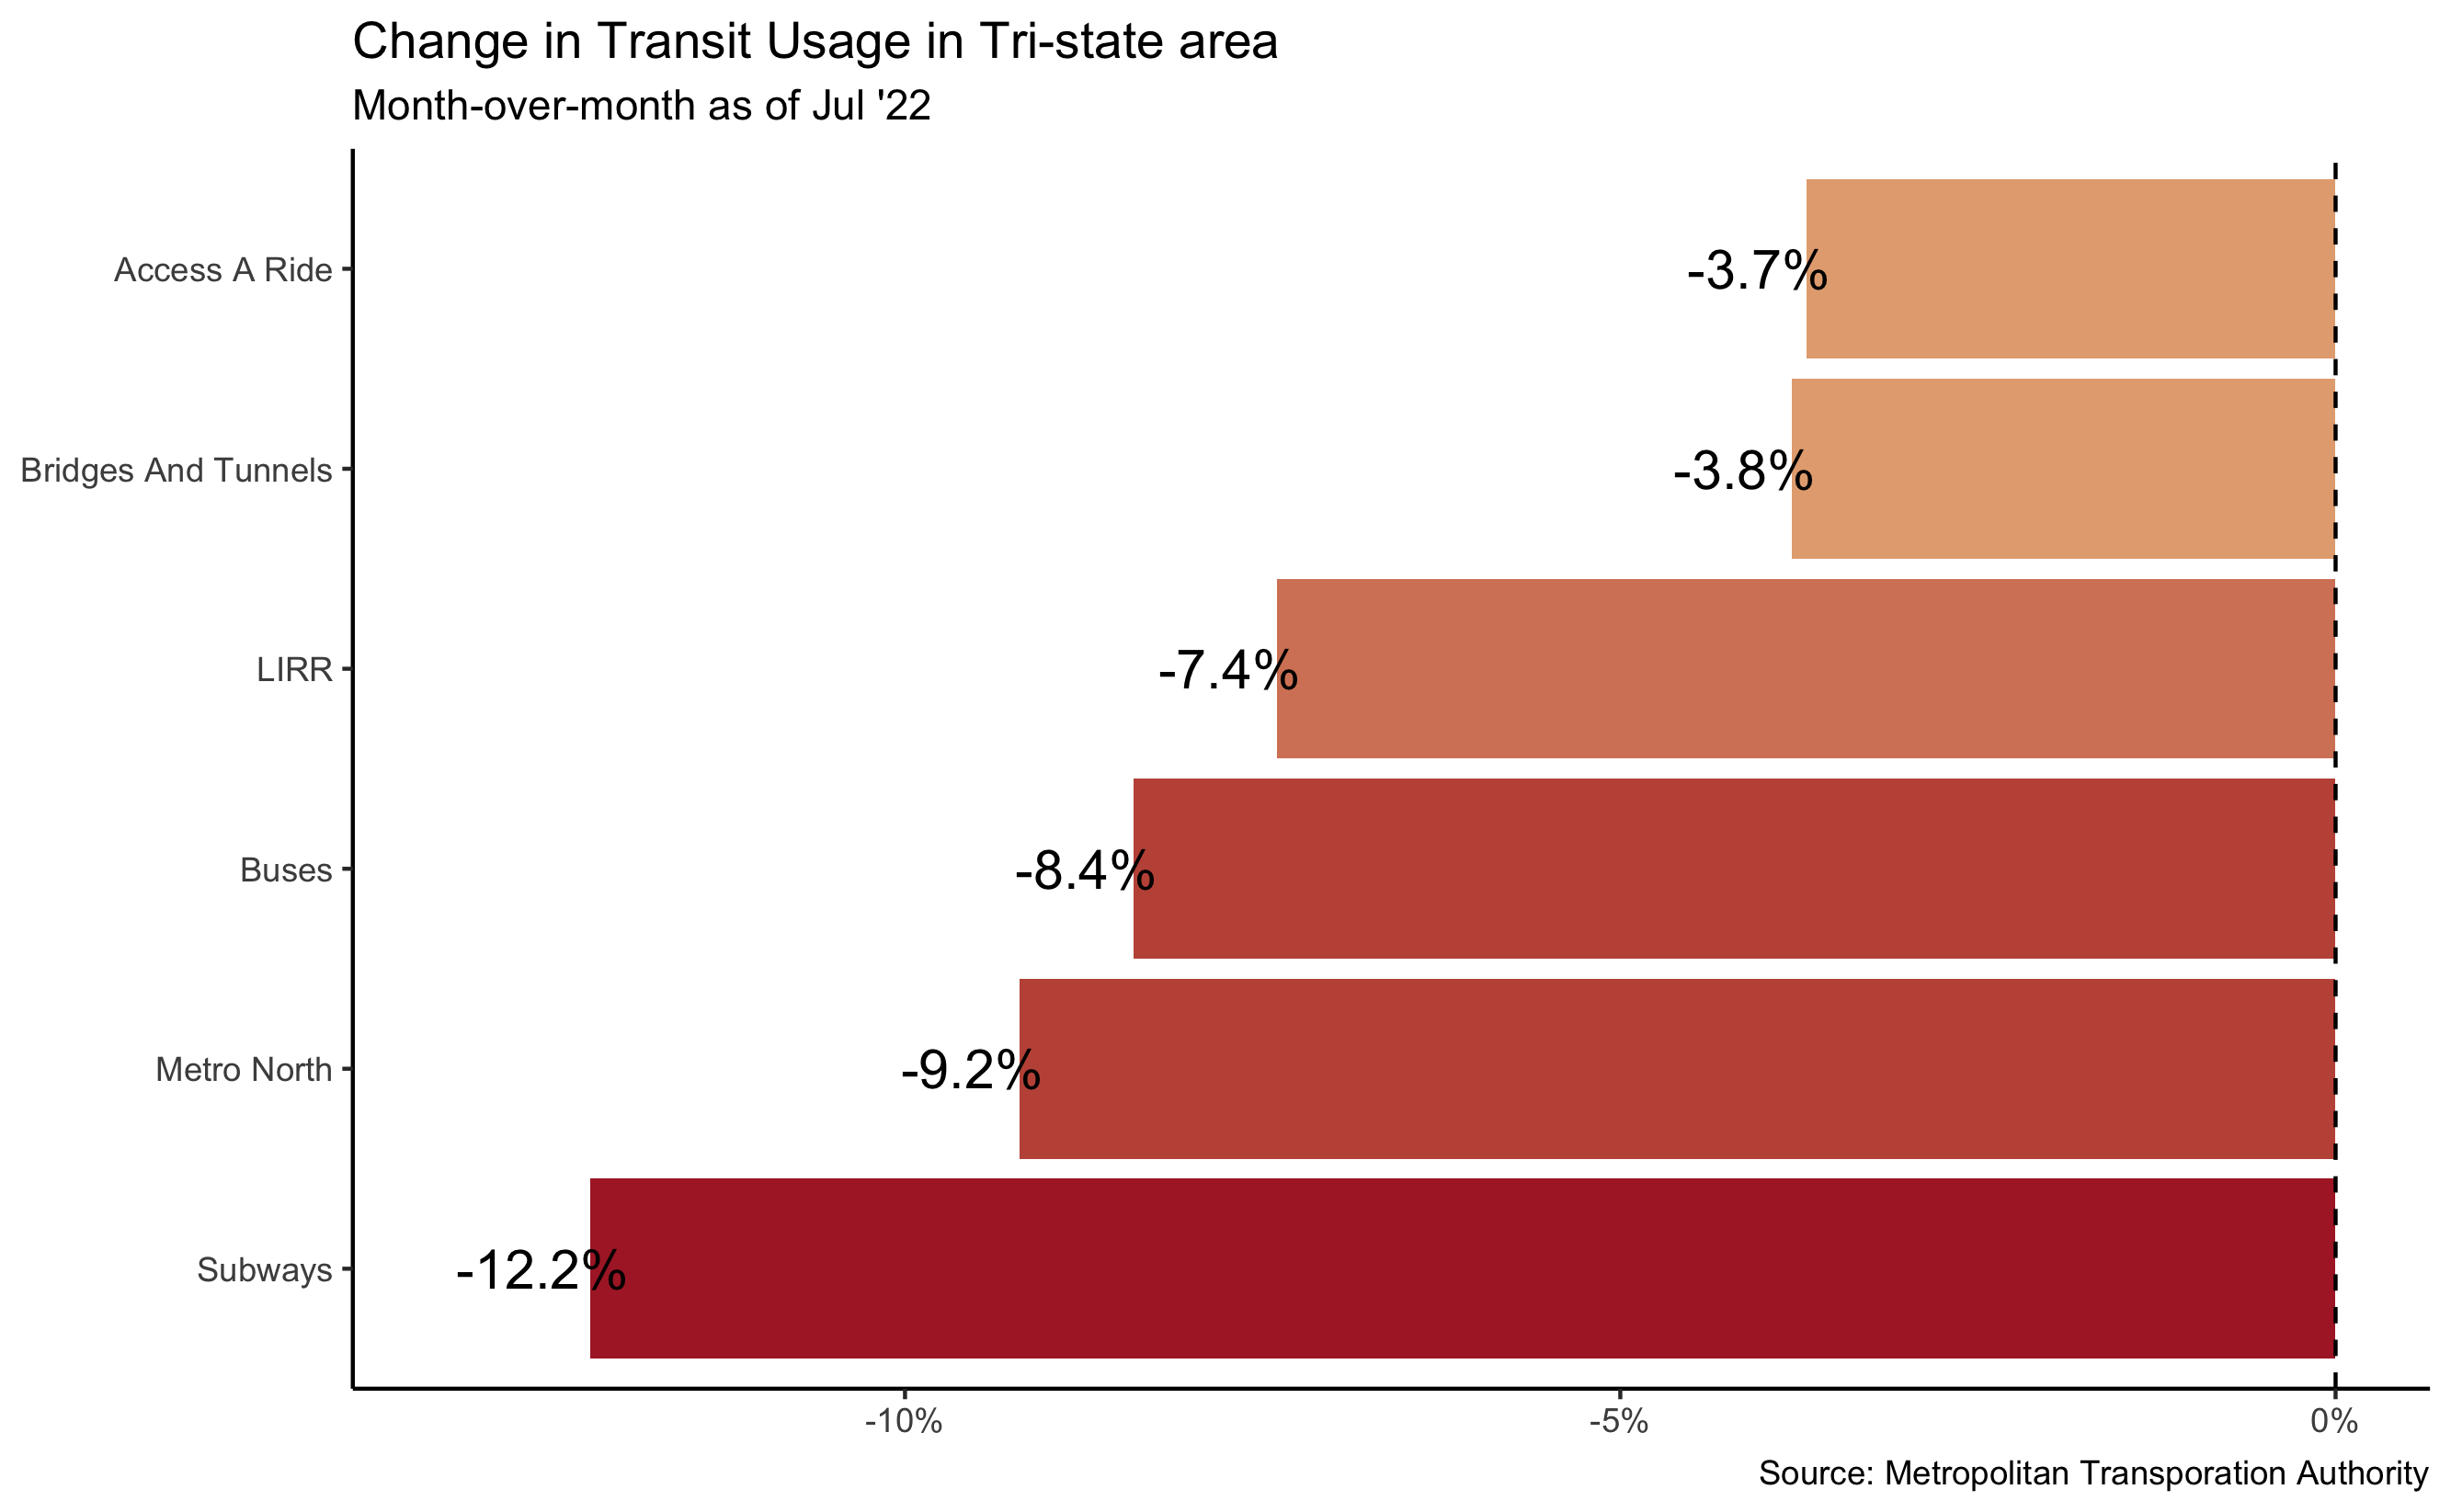 Change in Transit Usage in Tri-state area
Month-over-month as of Jul '22
Access A Ride
-3.7%
Bridges And Tunnels
-3.8%
LIRR
-7.4%
Buses
-8.4%
Metro North
-9.2%
Subways
-12.2%
-10%
-5%
0%
Source: Metropolitan Transporation Authority